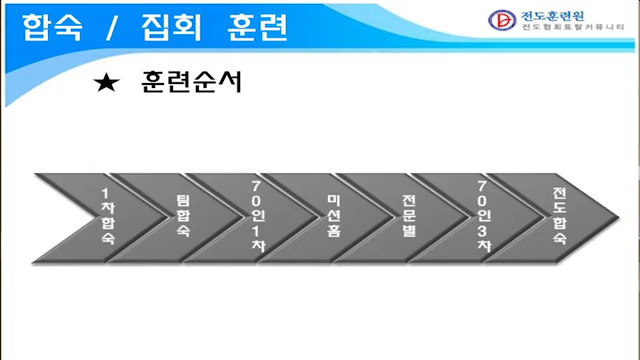 합숙 / 집회 훈련
전도훈련원
전도협회토탈커뮤니티
★ 훈련순서
1차합숙
팀합숙
70인1차
미션홈
전문별
70인3차
전도합숙